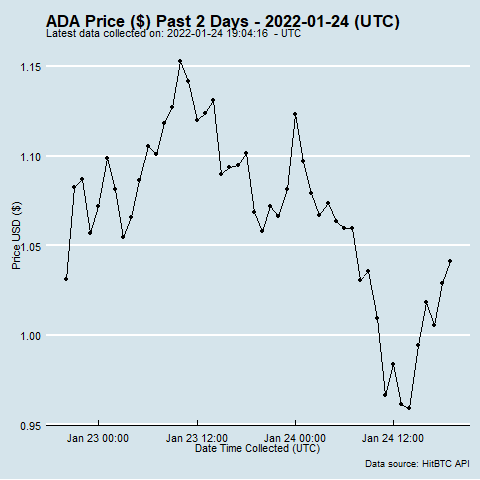 ADA Price ($) Past 2 Days - 2022-01-24 (UTC)
Latest data collected on: 2022-01-24 19:04:16 - UTC
1.15
1.10
1.05
1.00
0.95
Price USD ($)
Jan 23 00:00
Jan 23 12:00
Jan 24 00:00
Jan 24 12:00
Date Time Collected (UTC)
Data source: HitBTC API